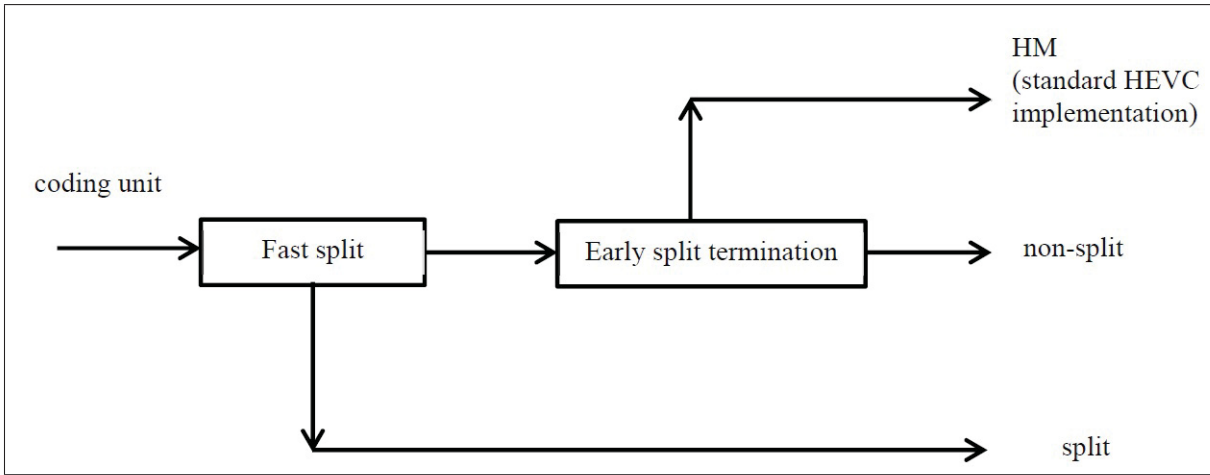 HM
(standard HEVC
implementation)
coding unit
Fast split
Early split termination
non-split
split